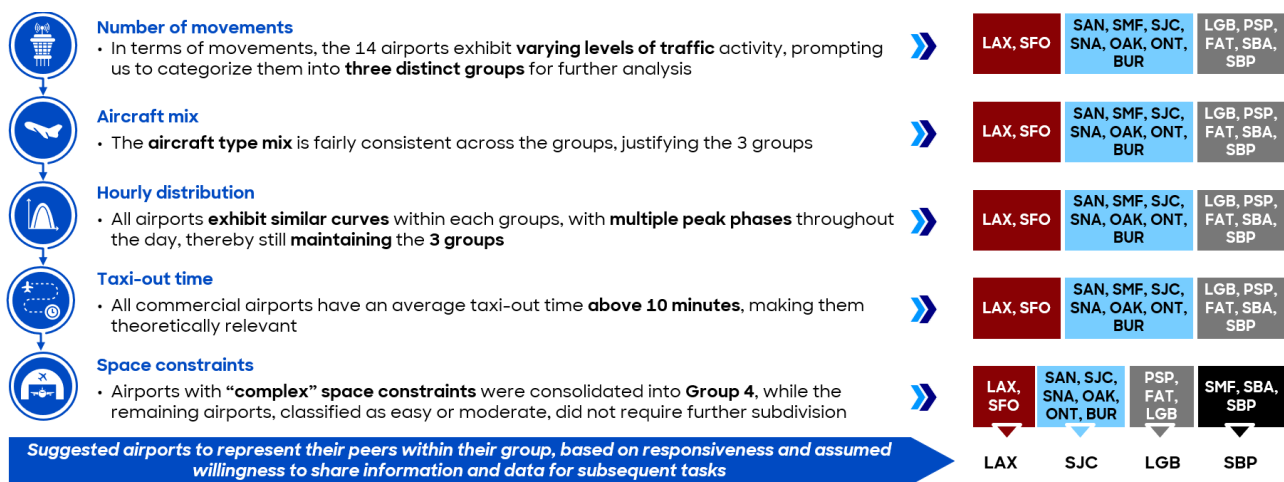 Number of movements
• In terms of movements, the 14 airports exhibit varying levels of traffic activity, prompting
us to categorize them into three distinct groups for further analysis
LAX, SFO
SAN, SMF, SJC,
SNA, OAK, ONT,
BUR
LGB, PSP,
FAT, SBA,
SBP
Aircraft mix
• The aircraft type mix is fairly consistent across the groups, justifying the 3 groups
LAX, SFO
SAN, SMF, SJC,
SNA, OAK, ONT,
BUR
LGB, PSP,
FAT, SBA,
SBP
Hourly distribution
• All airports exhibit similar curves within each groups, with multiple peak phases throughout
the day, thereby still maintaining the 3 groups
LAX, SFO
SAN, SMF, SJC,
SNA, OAK, ONT,
BUR
LGB, PSP,
FAT, SBA,
SBP
Taxi-out time
• All commercial airports have an average taxi-out time above 10 minutes, making them
theoretically relevant
LAX, SFO
SAN, SMF, SJC,
SNA, OAK, ONT,
BUR
LGB, PSP,
FAT, SBA,
SBP
Space constraints
• Airports with “complex” space constraints were consolidated into Group 4, while the
remaining airports, classified as easy or moderate, did not require further subdivision
LAX,
SFO
SAN, SJC,
SNA, OAK,
ONT, BUR
PSP,
FAT,
LGB
SMF, SBA,
SBP
Suggested airports to represent their peers within their group, based on responsiveness and assumed
willingness to share information and data for subsequent tasks
LAX
SJC
LGB
SBP